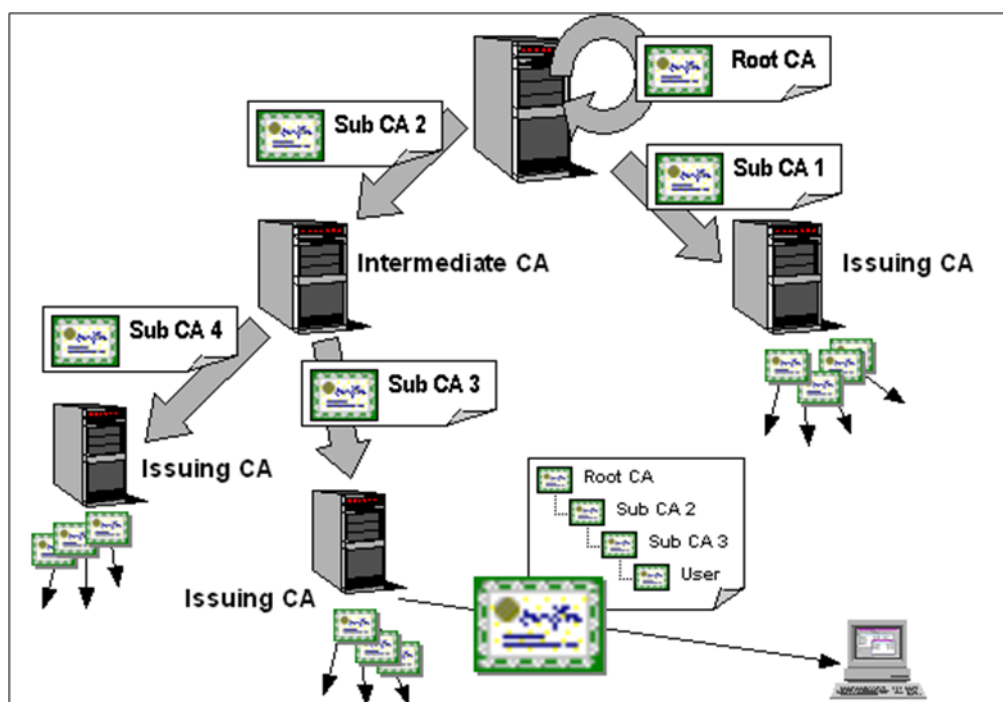 Root CA
Sub CA 2
Sub CA 1
Intermediate CA
Issuing CA
Sub CA 4
Sub CA 3
Issuing CA
Root CA
Sub CA 2
Sub CA 3
User
Issuing CA